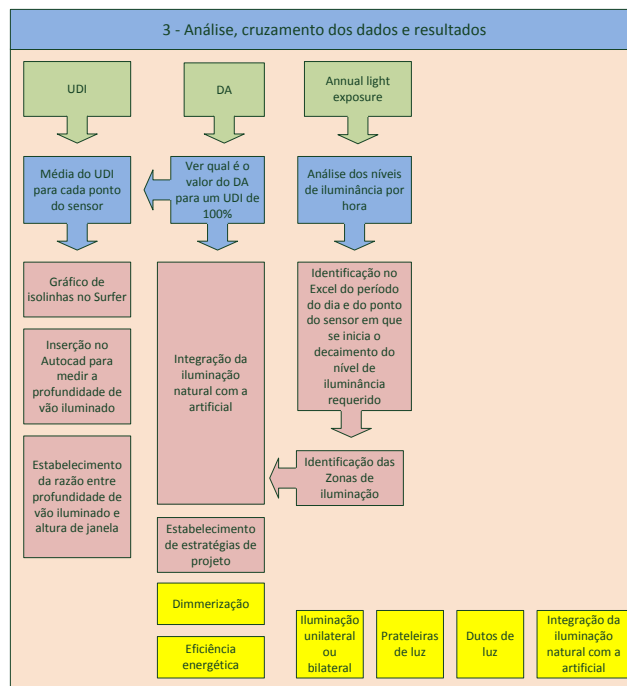 3 - Análise, cruzamento dos dados e resultados
UDI
DA
Annual light
exposure
Média do UDI
para cada ponto
do sensor
Ver qual é o
valor do DA
para um UDI de
100%
Análise dos níveis
de iluminância por
hora
Gráfico de
isolinhas no Surfer
Inserção no
Autocad para
medir a
profundidade de
vão iluminado
Estabelecimento
da razão entre
profundidade de
vão iluminado e
altura de janela
Integração da
iluminação
natural com a
artificial
Identificação no
Excel do período
do dia e do ponto
do sensor em que
se inicia o
decaimento do
nível de
iluminância
requerido
Identificação das
Zonas de
iluminação
Estabelecimento
de estratégias de
projeto
Dimmerização
Eficiência
energética
Iluminação
unilateral
ou
bilateral
Prateleiras
de luz
Dutos de
luz
Integração da
iluminação
natural com a
artificial